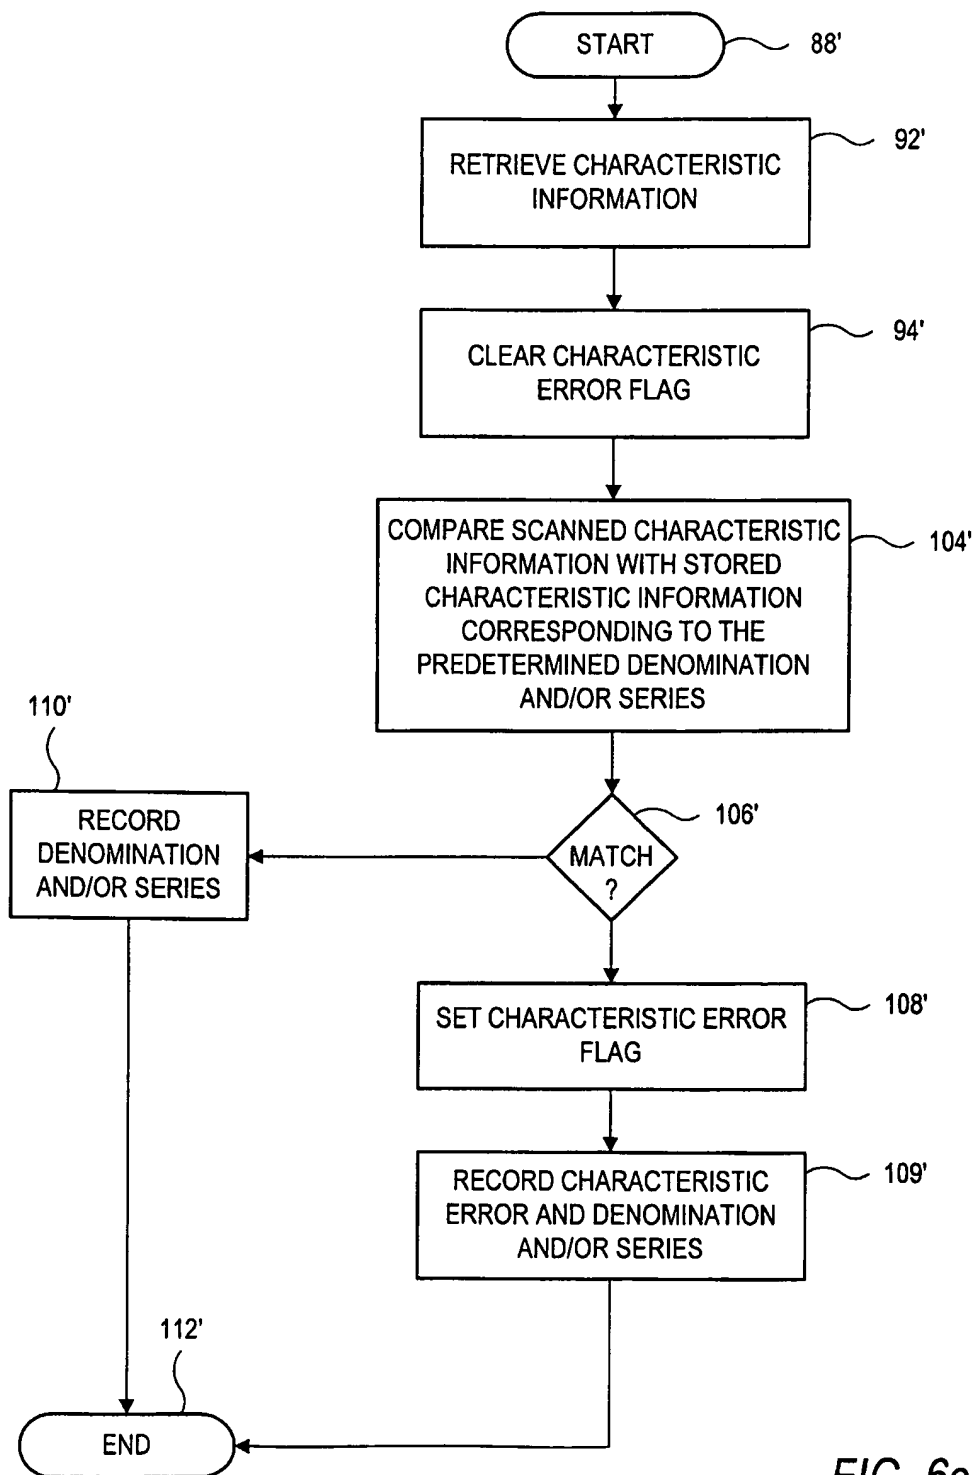 START
88'
RETRIEVE CHARACTERISTIC
INFORMATION
92'
CLEAR CHARACTERISTIC
ERROR FLAG
94'
COMPARE SCANNED CHARACTERISTIC
INFORMATION WITH STORED
CHARACTERISTIC INFORMATION
CORRESPONDING TO THE
PREDETERMINED DENOMINATION
AND/OR SERIES
104'
MATCH
?
106'
110'
RECORD
DENOMINATION
AND/OR SERIES
SET CHARACTERISTIC ERROR
FLAG
108'
RECORD CHARACTERISTIC
ERROR AND DENOMINATION
AND/OR SERIES
109'
112'
END
FIG.